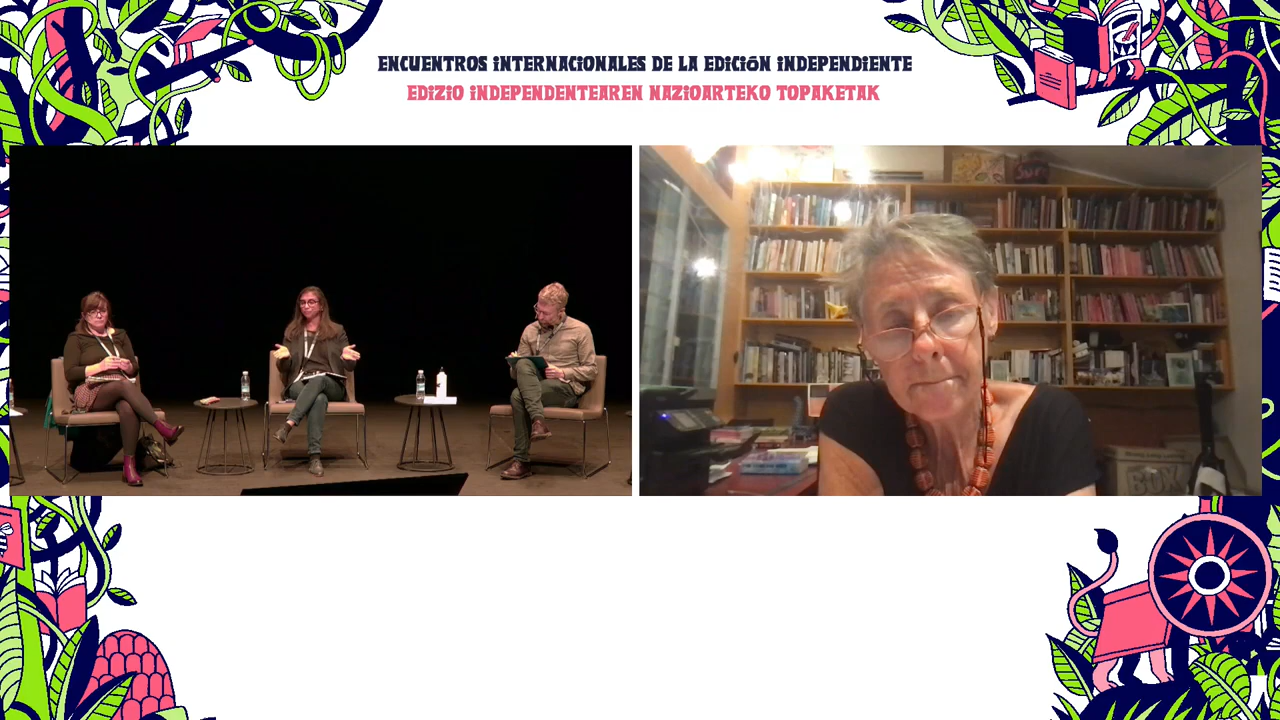 ENCUENTROS INTERNACIONALES DE LA EDICIÓN INDEPENDIENTE
EDIZIO INDEPENDENTEAREN NAZIOARTEKO TOPAKETAK